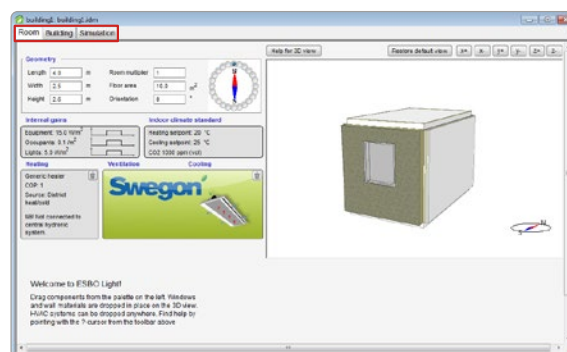 building1: building1.idm
Room Building Simulation
Help for 3D view Restore default view X+ X- Y+ Y- Z+ Z-
Geometry
Length 4.0 m Room multiplier 1
Width 2.5 m Floor area 10.0 m²
Height 2.6 m Orientation 0 °
Internal gains Indoor climate standard
Equipment: 15.0 W/m² Heating setpoint: 20 °C
Occupants: 0.1 /m² Cooling setpoint: 25 °C
Lights: 5.0 W/m² CO2 1000 ppm (vol)
Heating Ventilation Cooling
Generic heater
COP: 1
Source: District
heat/cold
NB! Not connected to
central hydronic
system.
Swegon
N
S
Welcome to ESBO Light!
Drag components from the palette on the left. Windows
and wall materials are dropped in place on the 3D view.
HVAC systems can be dropped anywhere. Find help by
pointing with the ?-cursor from the toolbar above